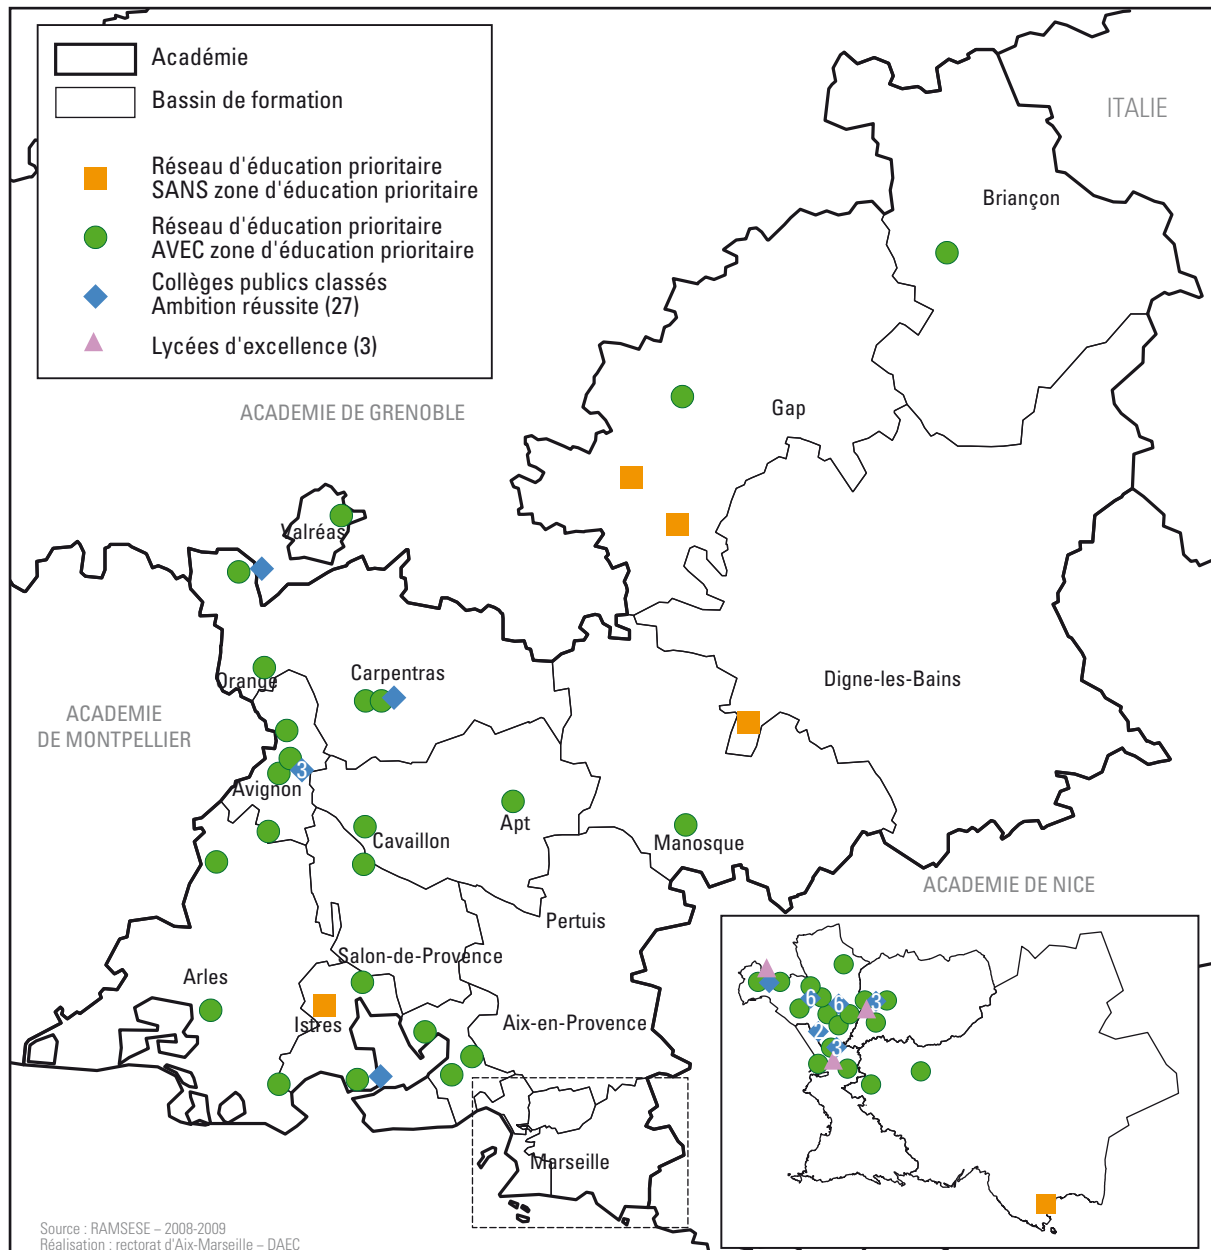 Académie
Bassin de formation
Réseau d'éducation prioritaire
SANS zone d'éducation prioritaire
Réseau d'éducation prioritaire
AVEC zone d'éducation prioritaire
Collèges publics classés
Ambition réussite (27)
Lycées d'excellence (3)
ITALIE
Briançon
ACADEMIE DE GRENOBLE
Gap
Valréas
Orange
Carpentras
Digne-les-Bains
ACADEMIE
DE MONTPELLIER
3
Avignon
Apt
Cavaillon
Manosque
ACADEMIE DE NICE
Pertuis
Salon-de-Provence
Arles
Istres
Aix-en-Provence
6
6
3
2
3
Marseille
Source : RAMSESE – 2008-2009
Réalisation : rectorat d'Aix-Marseille – DAEC